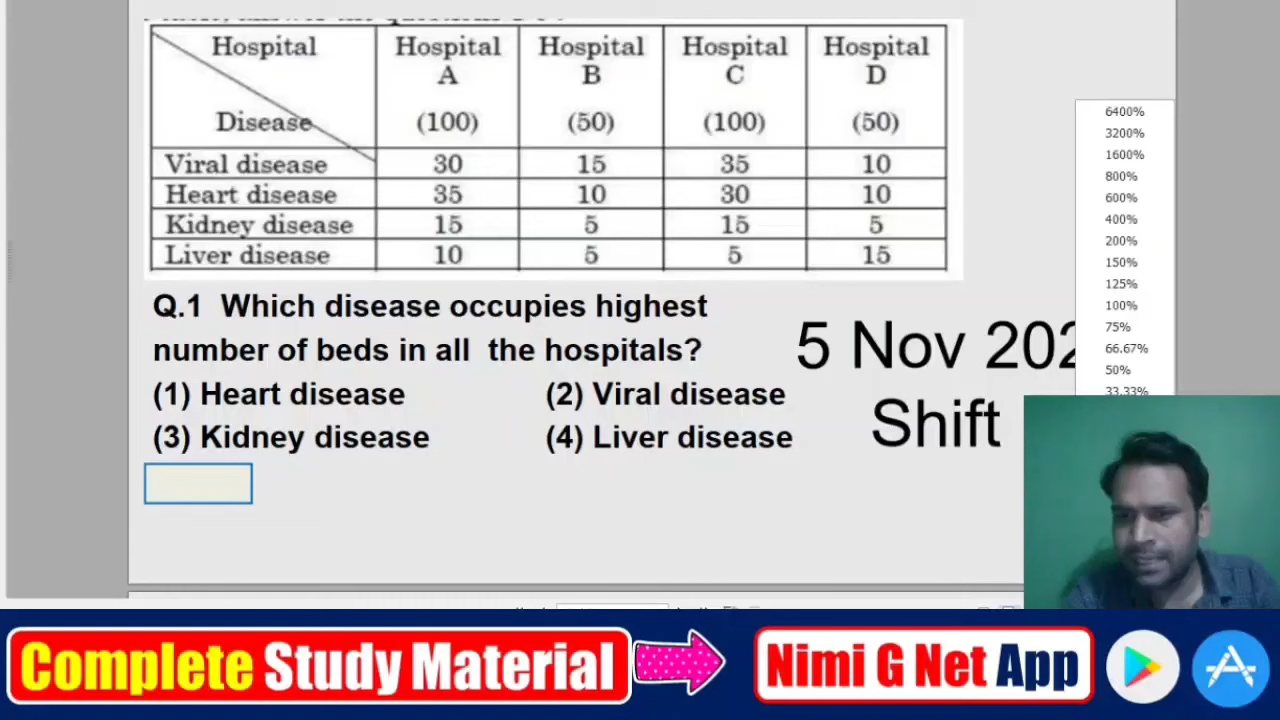 Hospital Hospital Hospital Hospital Hospital
A B C D
Disease (100) (50) (100) (50)
Viral disease 30 15 35 10
Heart disease 35 10 30 10
Kidney disease 15 5 15 5
Liver disease 10 5 5 15
Q.1 Which disease occupies highest
number of beds in all the hospitals?
(1) Heart disease (2) Viral disease
(3) Kidney disease (4) Liver disease
5 Nov 202
Shift
6400%
3200%
1600%
800%
600%
400%
200%
150%
125%
100%
75%
66.67%
50%
33.33%
Complete Study Material
Nimi G Net App